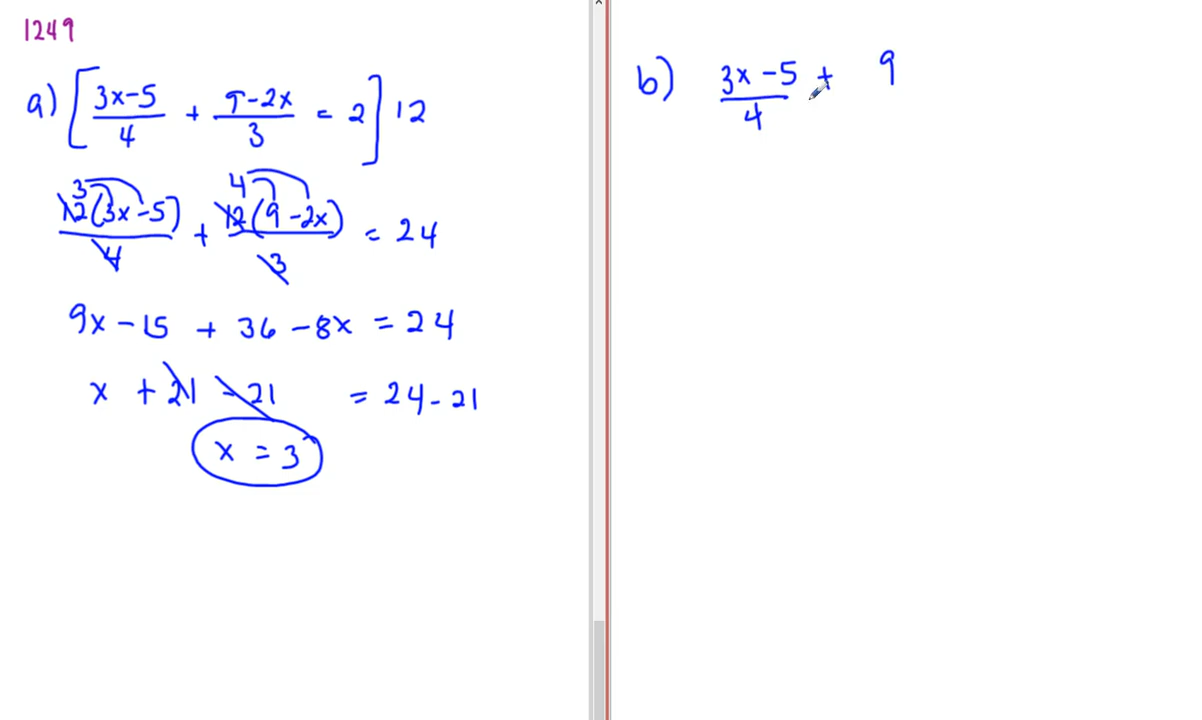 1249
a) [ (3x-5)/4 + (9-2x)/3 = 2 ] 12
3 12(3x-5)/4 + 4 12(9-2x)/3 = 24
9x - 15 + 36 - 8x = 24
x + 21 - 21 = 24 - 21
x = 3
b) (3x-5)/4 + 9